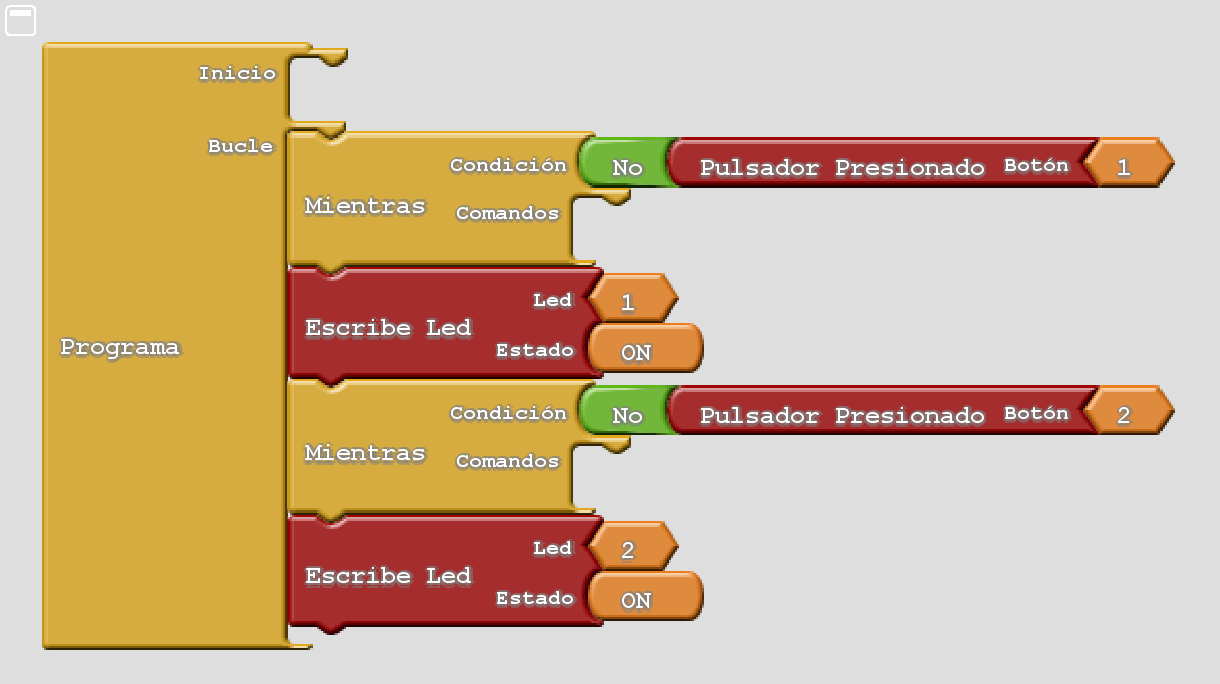 Inicio
Bucle
Condición No Pulsador Presionado Botón 1
Mientras Comandos
Led 1
Escribe Led
Estado ON
Programa
Condición No Pulsador Presionado Botón 2
Mientras Comandos
Led 2
Escribe Led
Estado ON